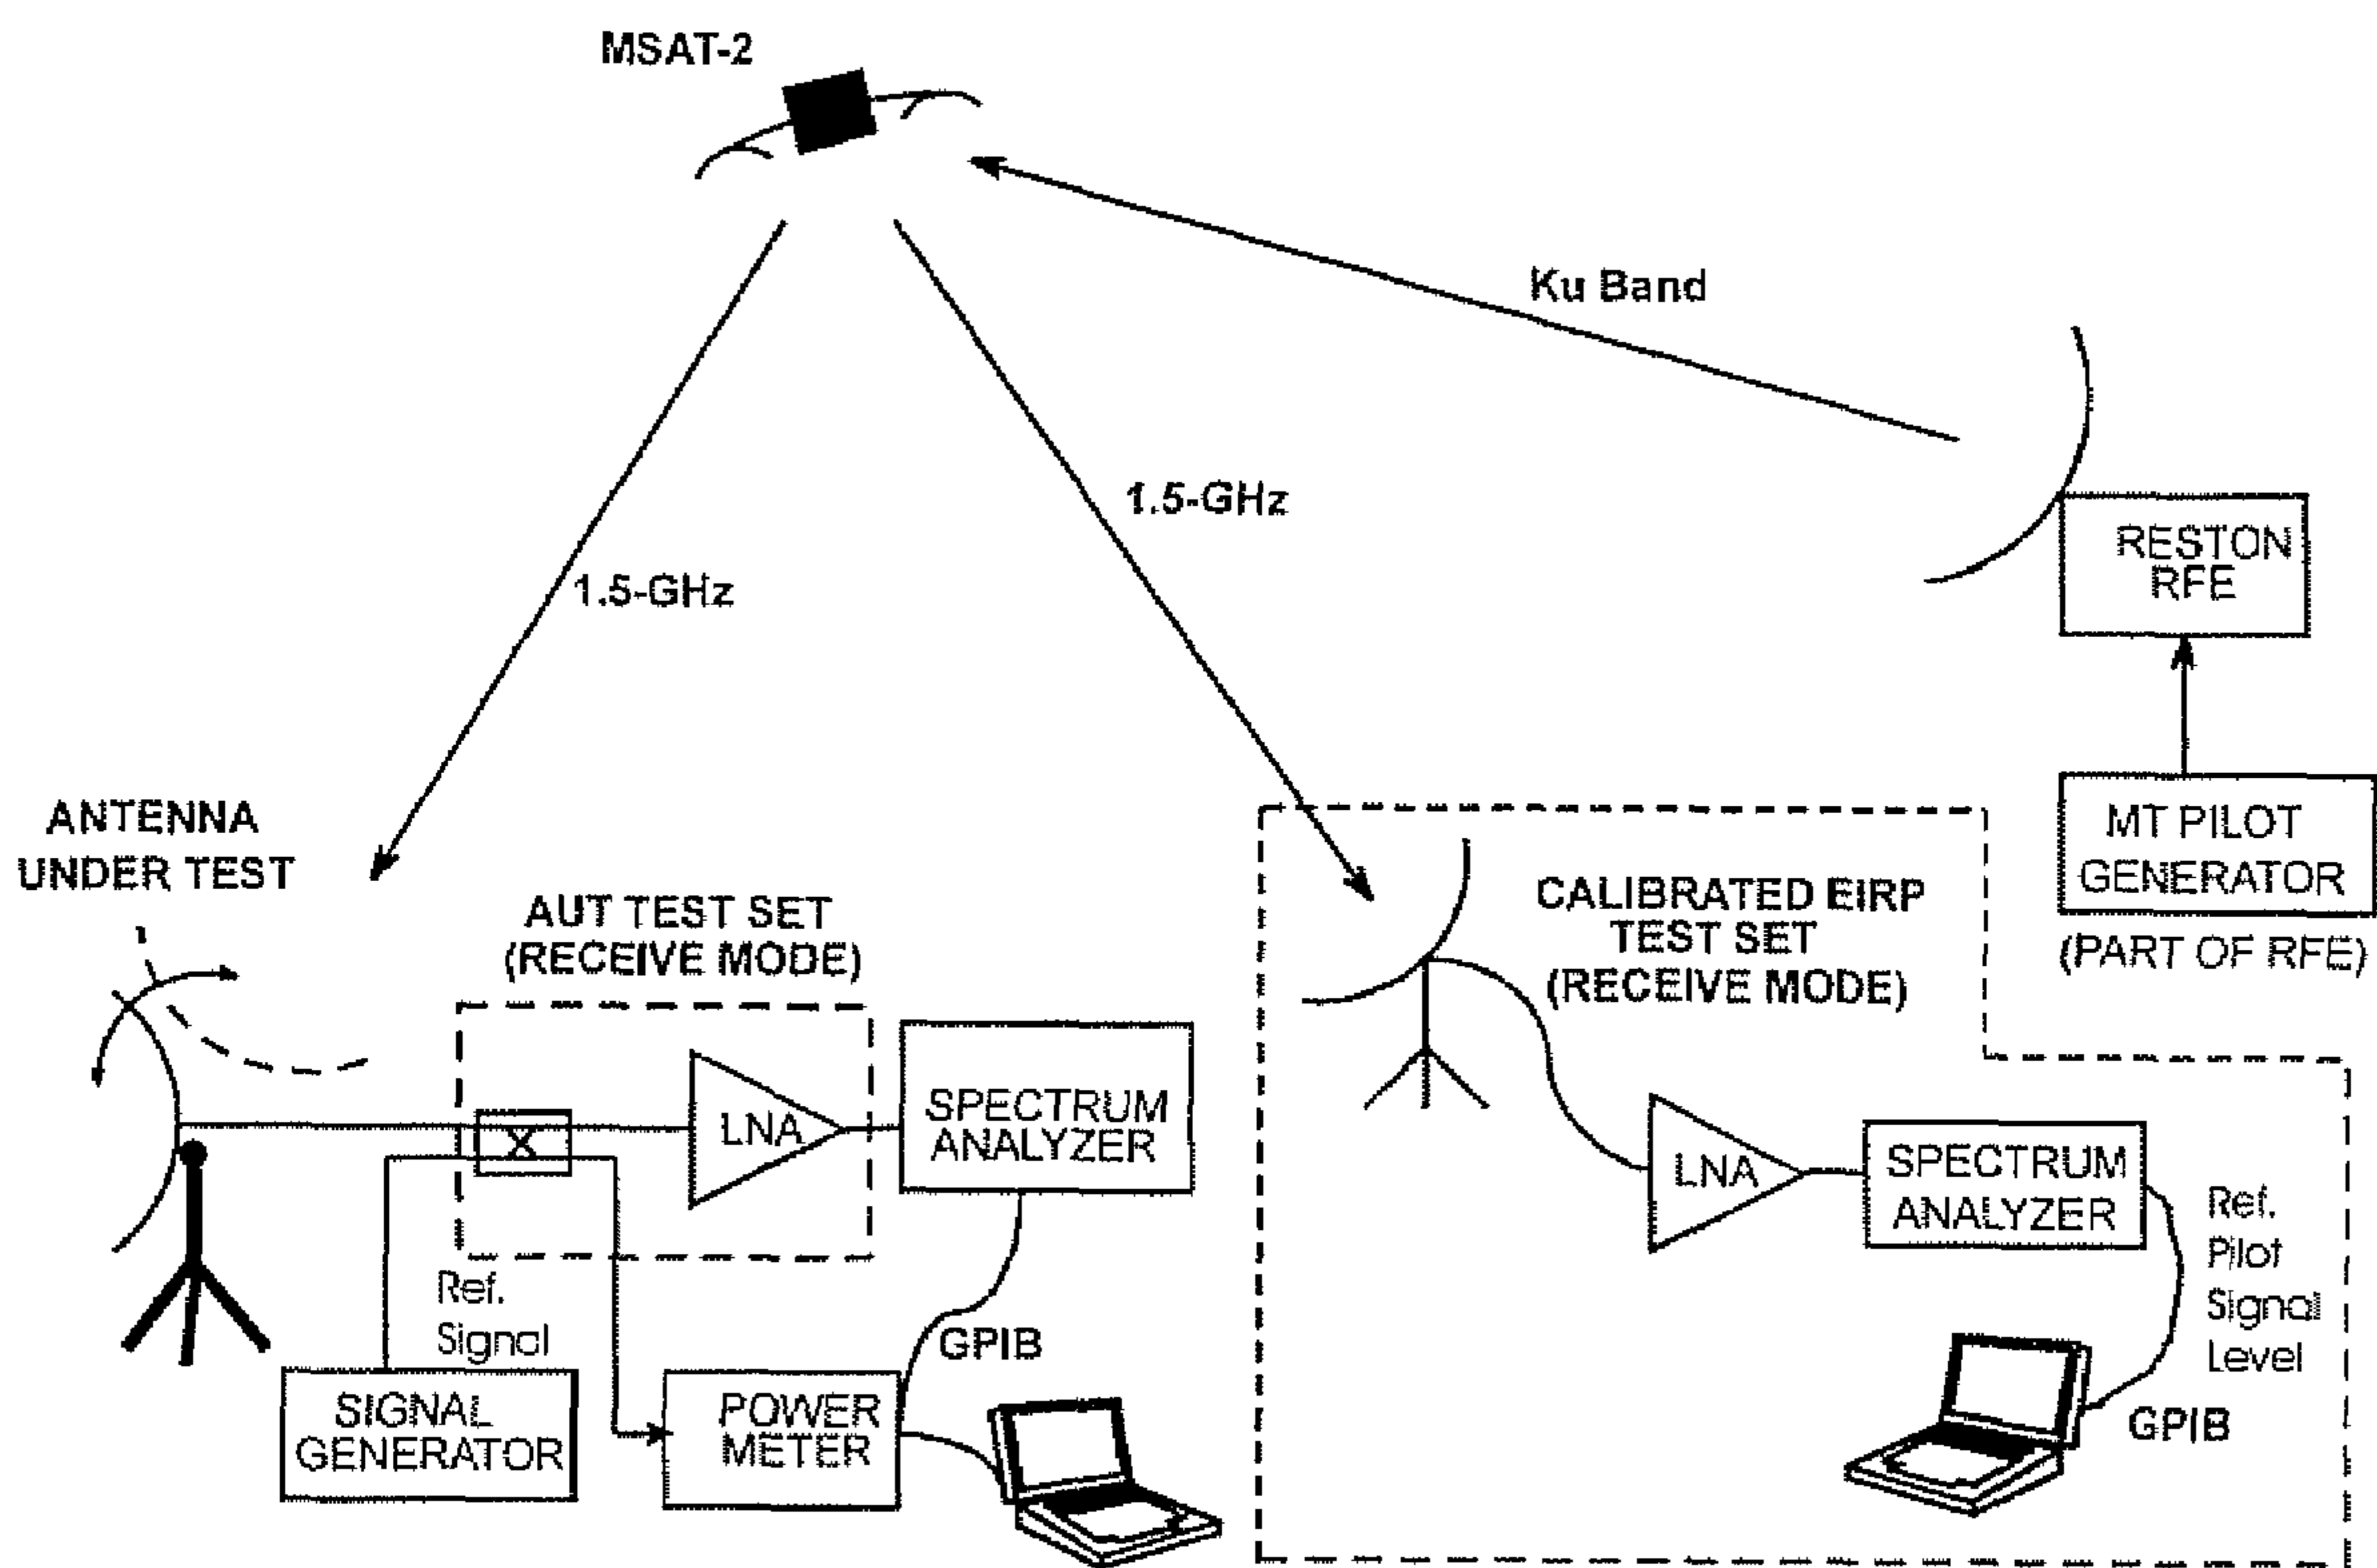 MSAT-2
Ku Band
1.5-GHz
1.5-GHz
RESTON
RFE
MT PILOT
GENERATOR
(PART OF RFE)
ANTENNA
UNDER TEST
AUT TEST SET
(RECEIVE MODE)
CALIBRATED EIRP
TEST SET
(RECEIVE MODE)
X
LNA
SPECTRUM
ANALYZER
LNA
SPECTRUM
ANALYZER
Ref.
Pilot
Signal
Level
Ref.
Signal
GPIB
SIGNAL
GENERATOR
POWER
METER
GPIB